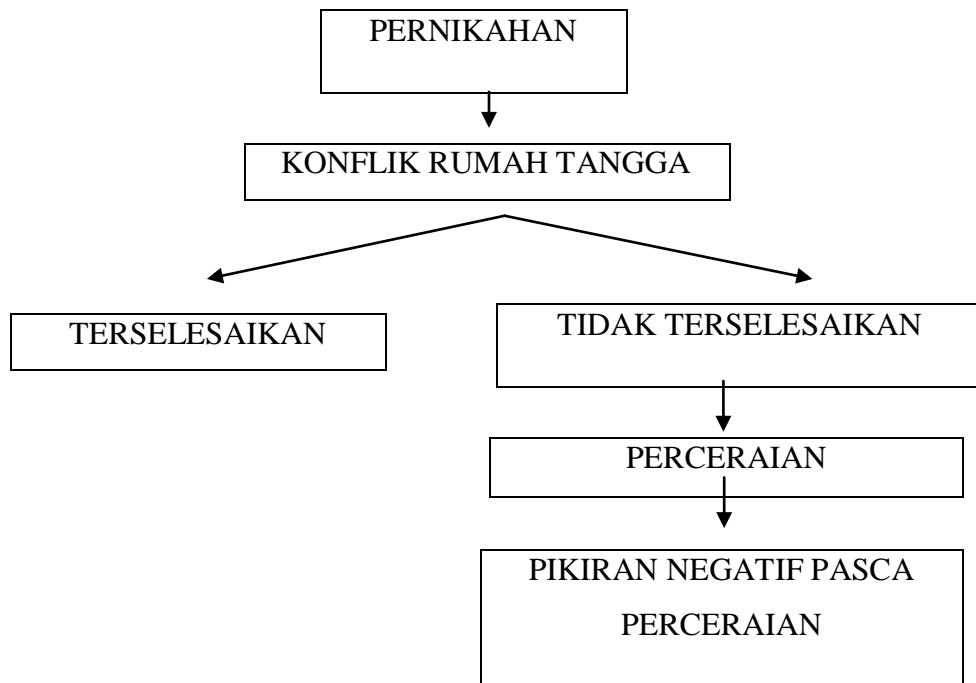 PERNIKAHAN
KONFLIK RUMAH TANGGA
TERSELESAIKAN
TIDAK TERSELESAIKAN
PERCERAIAN
PIKIRAN NEGATIF PASCA
PERCERAIAN